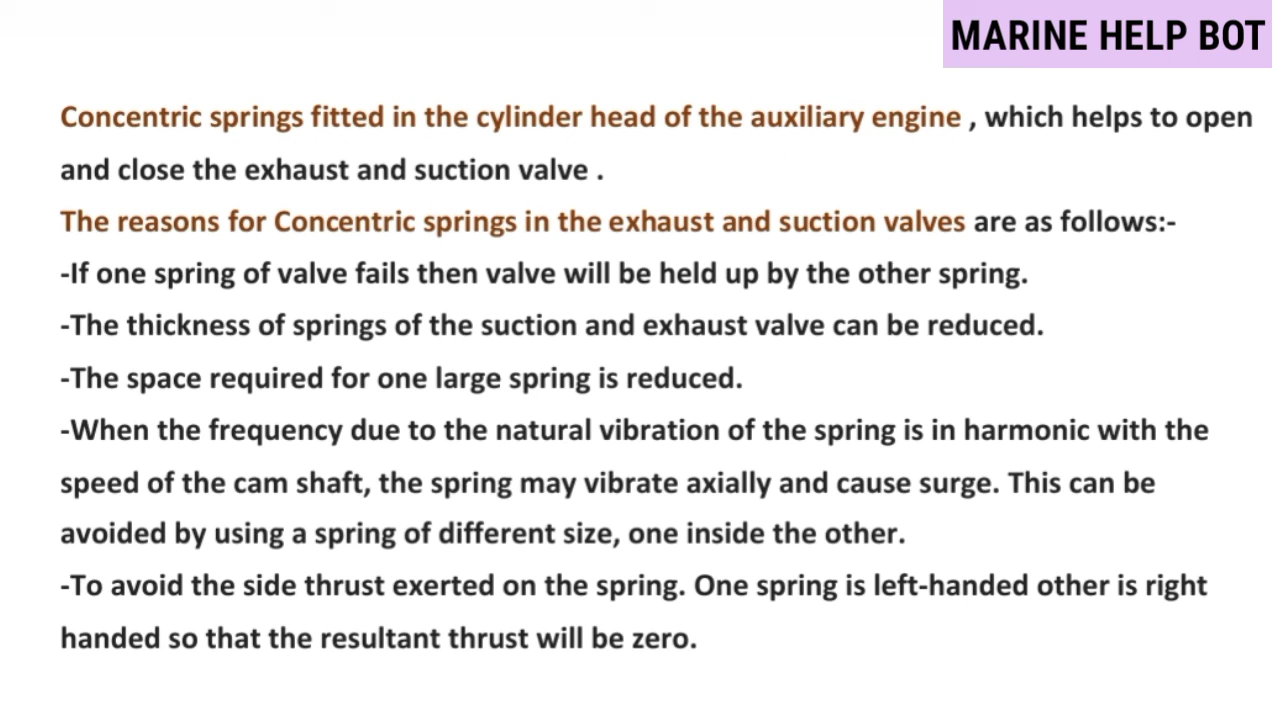 MARINE HELP BOT
Concentric springs fitted in the cylinder head of the auxiliary engine , which helps to open
and close the exhaust and suction valve .
The reasons for Concentric springs in the exhaust and suction valves are as follows:-
-If one spring of valve fails then valve will be held up by the other spring.
-The thickness of springs of the suction and exhaust valve can be reduced.
-The space required for one large spring is reduced.
-When the frequency due to the natural vibration of the spring is in harmonic with the
speed of the cam shaft, the spring may vibrate axially and cause surge. This can be
avoided by using a spring of different size, one inside the other.
-To avoid the side thrust exerted on the spring. One spring is left-handed other is right
handed so that the resultant thrust will be zero.